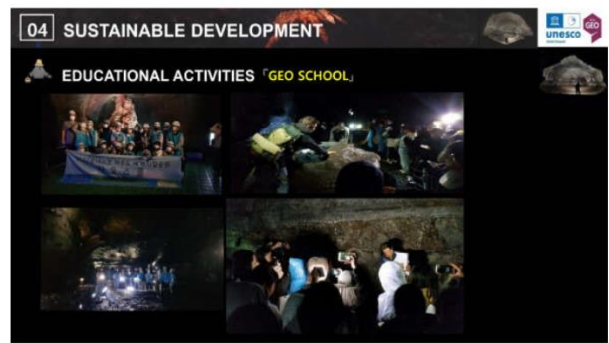 04 SUSTAINABLE DEVELOPMENT
unesco
GEO
EDUCATIONAL ACTIVITIES「GEO SCHOOL」